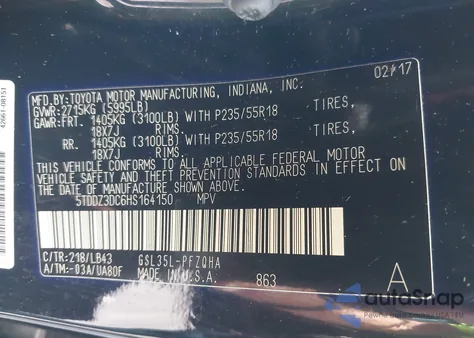 MFD.BY:TOYOTA MOTOR MANUFACTURING, INDIANA, INC. 02/17
GVWR:2715KG (5995LB)
GAWR:FRT. 1405KG (3100LB) WITH P235/55R18 TIRES,
18X7J RIMS.
RR. 1405KG (3100LB) WITH P235/55R18 TIRES,
18X7J RIMS.
THIS VEHICLE CONFORMS TO ALL APPLICABLE FEDERAL MOTOR
VEHICLE SAFETY AND THEFT PREVENTION STANDARDS IN EFFECT ON
THE DATE OF MANUFACTURE SHOWN ABOVE.
5TDDZ3DC6HS164150 MPV
C/TR:218/LB43 GSL35L-PFZQHA
A/TM:-03A/UA80F MADE IN U.S.A. 863 A
42661-08151
autoSnap